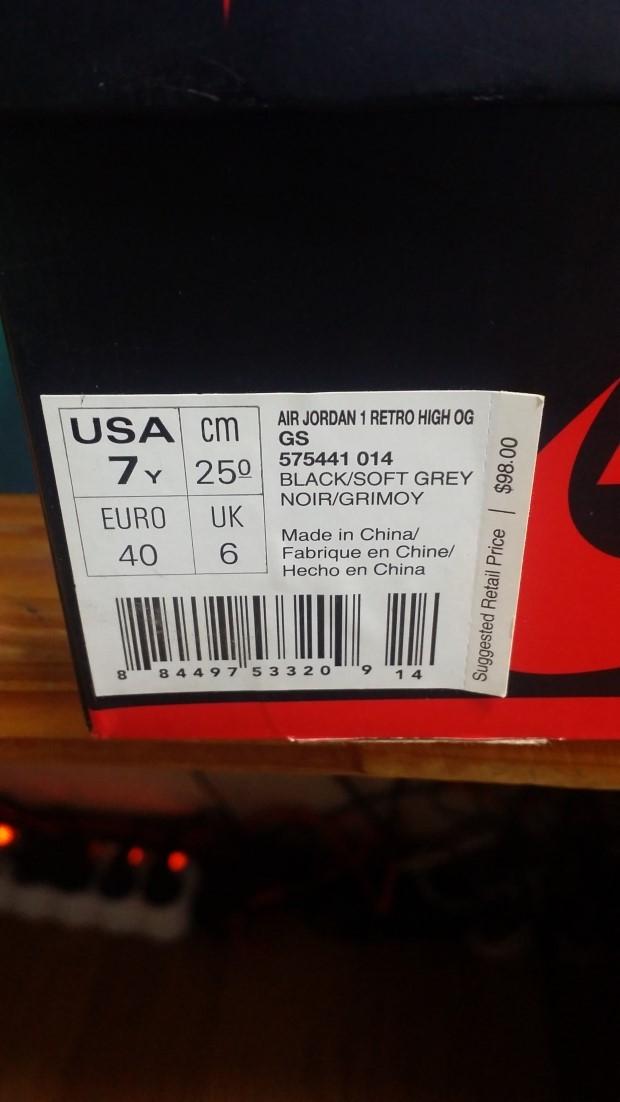 USA
7 Y
cm
25 0
EURO
40
UK
6
AIR JORDAN 1 RETRO HIGH OG
GS
575441 014
BLACK/SOFT GREY
NOIR/GRIMOY
Made in China/
Fabrique en Chine/
Hecho en China
8 84497 53320 9 14
Suggested Retail Price | $98.00